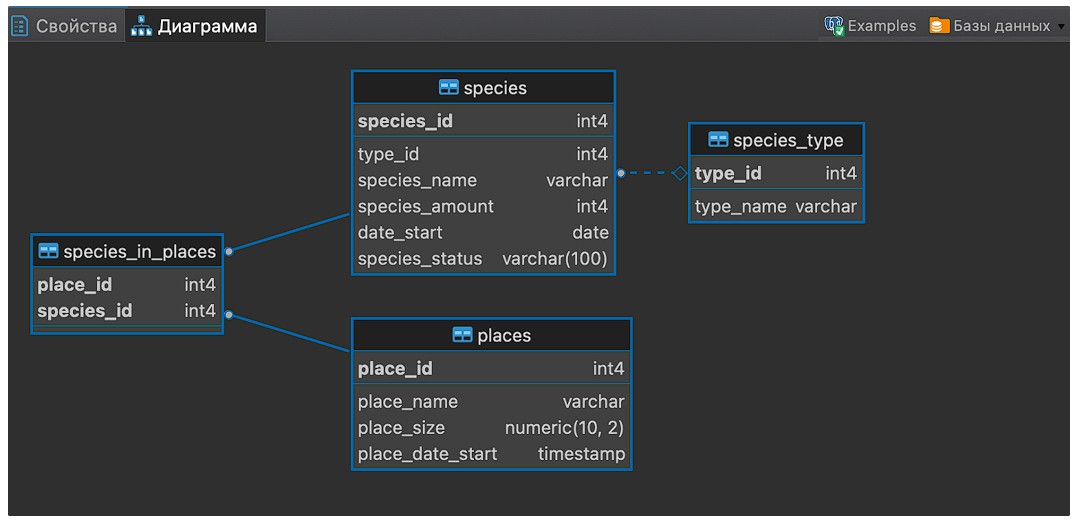 Свойства Диаграмма Examples Базы данных
species
species_id int4
type_id int4
species_name varchar
species_amount int4
date_start date
species_status varchar(100)
species_type
type_id int4
type_name varchar
species_in_places
place_id int4
species_id int4
places
place_id int4
place_name varchar
place_size numeric(10, 2)
place_date_start timestamp